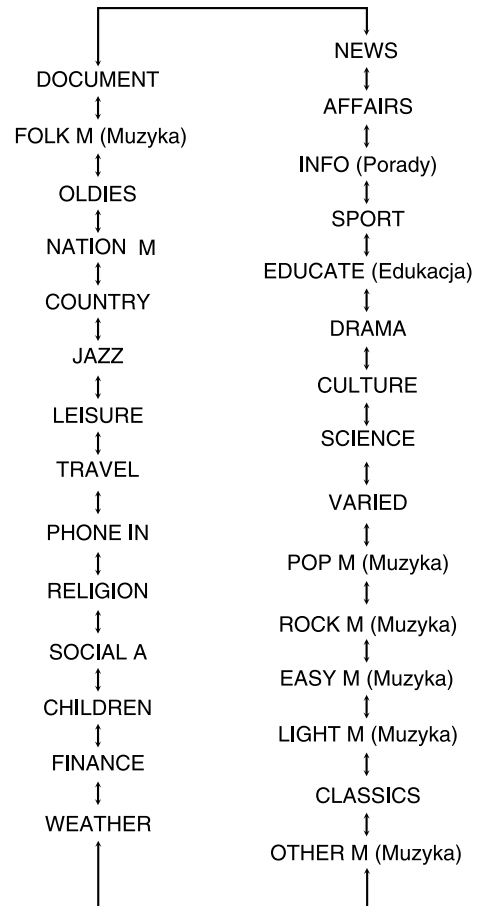 DOCUMENT
FOLK M (Muzyka)
OLDIES
NATION M
COUNTRY
JAZZ
LEISURE
TRAVEL
PHONE IN
RELIGION
SOCIAL A
CHILDREN
FINANCE
WEATHER
NEWS
AFFAIRS
INFO (Porady)
SPORT
EDUCATE (Edukacja)
DRAMA
CULTURE
SCIENCE
VARIED
POP M (Muzyka)
ROCK M (Muzyka)
EASY M (Muzyka)
LIGHT M (Muzyka)
CLASSICS
OTHER M (Muzyka)